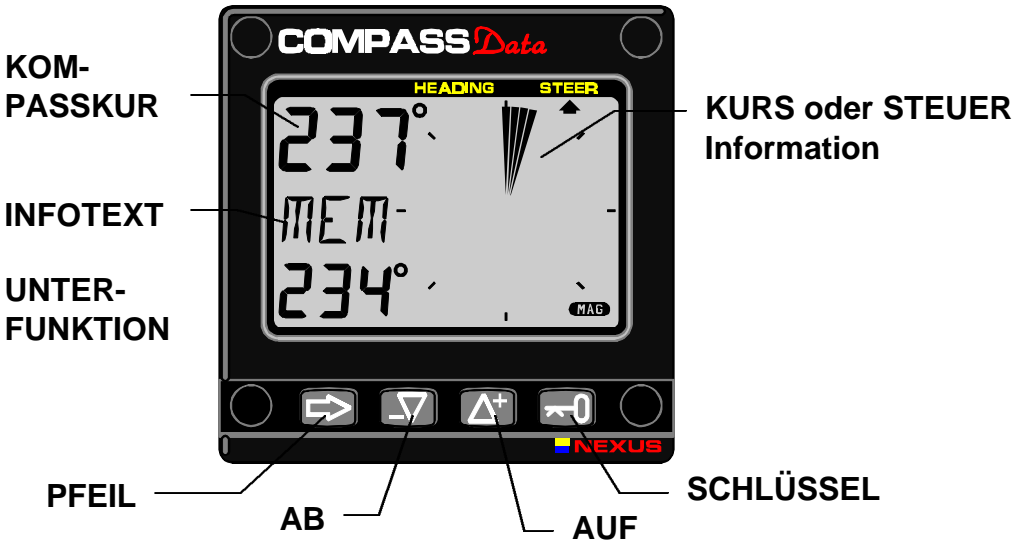 COMPASS Data
HEADING STEER
KOM-
PASSKUR
237°
KURS oder STEUER
Information
INFOTEXT
MEM
UNTER-
FUNKTION
234°
MAG
NEXUS
PFEIL
AB
AUF
SCHLÜSSEL